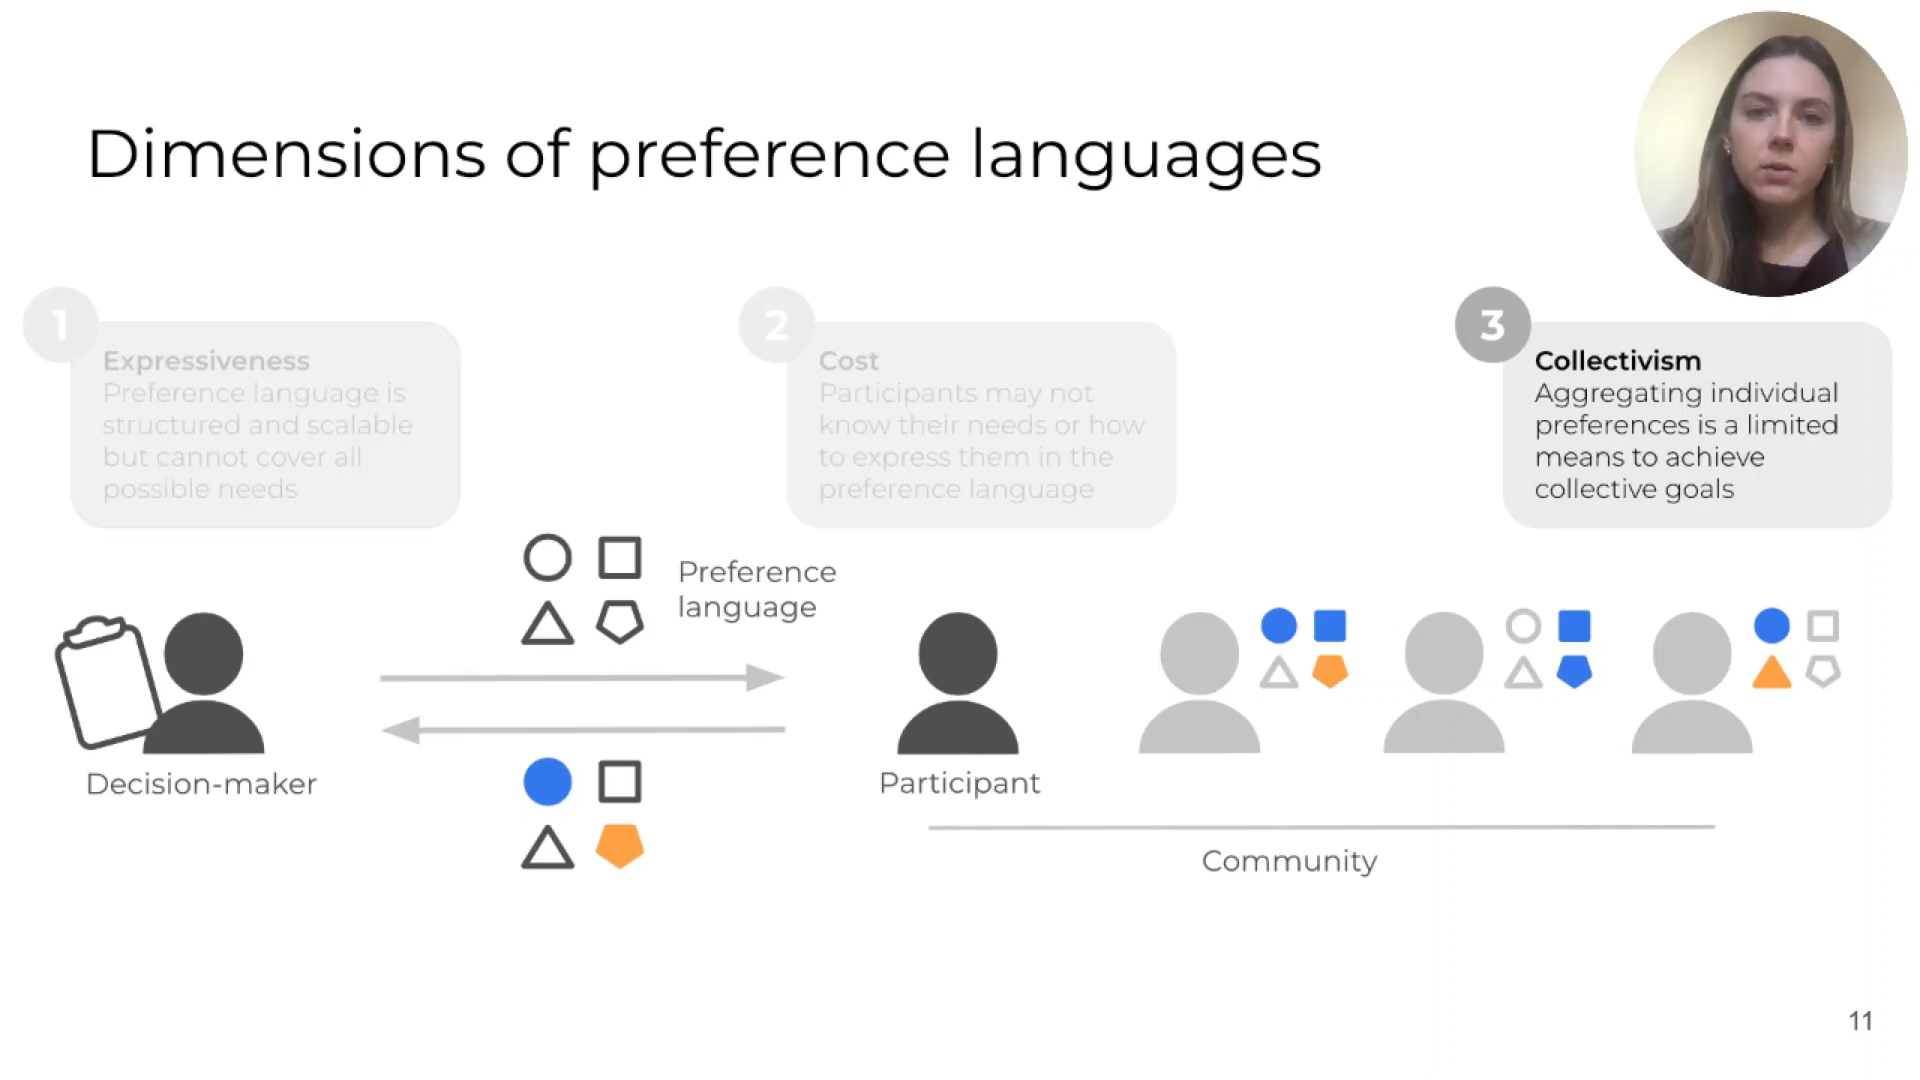 Dimensions of preference languages
1
Expressiveness
Preference language is
structured and scalable
but cannot cover all
possible needs
2
Cost
Participants may not
know their needs or how
to express them in the
preference language
3
Collectivism
Aggregating individual
preferences is a limited
means to achieve
collective goals
Preference
language
Decision-maker
Participant
Community
11